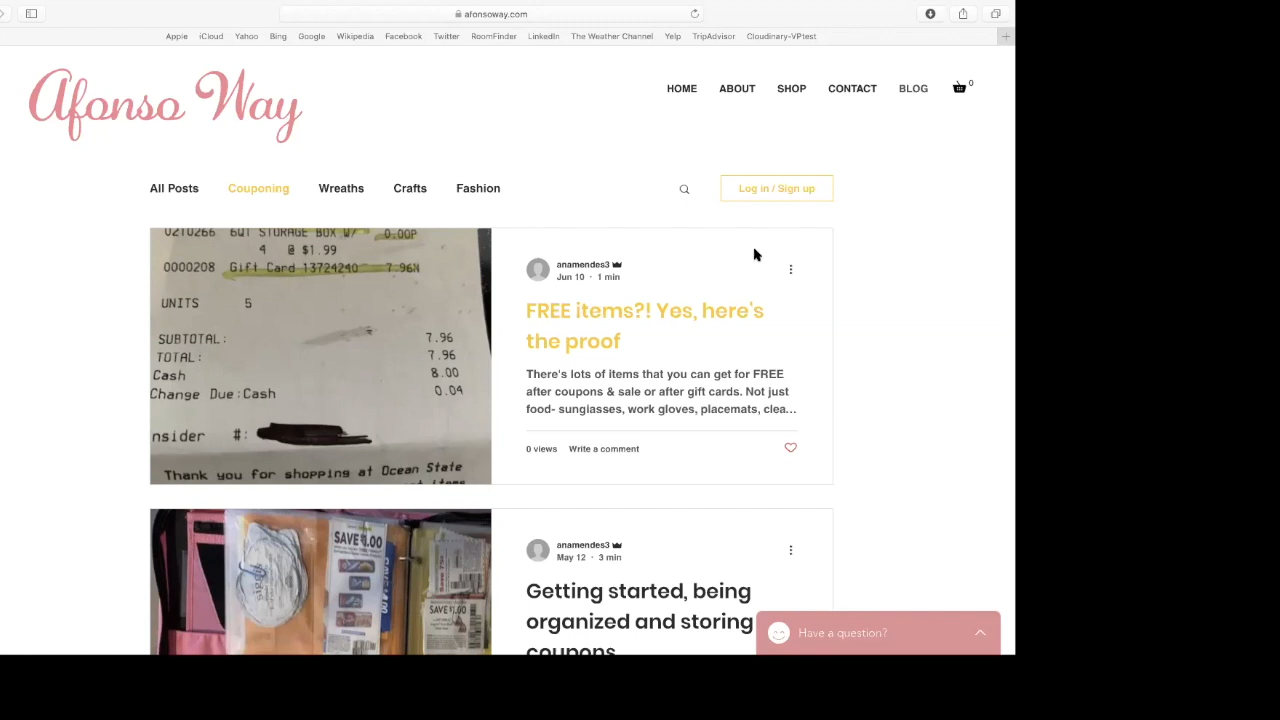 afonsoway.com
Apple iCloud Yahoo Bing Google Wikipedia Facebook Twitter RoomFinder LinkedIn The Weather Channel Yelp TripAdvisor Cloudinary-VPtest
Afonso Way
HOME ABOUT SHOP CONTACT BLOG 0
All Posts Couponing Wreaths Crafts Fashion Log in / Sign up
0210266 6QT STORAGE BOX W/ 0.00P
4 @ $1.99
0000208 Gift Card 13724240 7.96N
UNITS 5
SUBTOTAL: 7.96
TOTAL: 7.96
Cash 8.00
Change Due:Cash 0.04
nsider #:
Thank you for shopping at Ocean State
items
anamendes3
Jun 10 · 1 min
FREE items?! Yes, here's
the proof
There's lots of items that you can get for FREE
after coupons & sale or after gift cards. Not just
food- sunglasses, work gloves, placemats, clea...
0 views Write a comment
SAVE $1.00
SAVE $1.00
anamendes3
May 12 · 3 min
Getting started, being
organized and storing
coupons
Have a question?